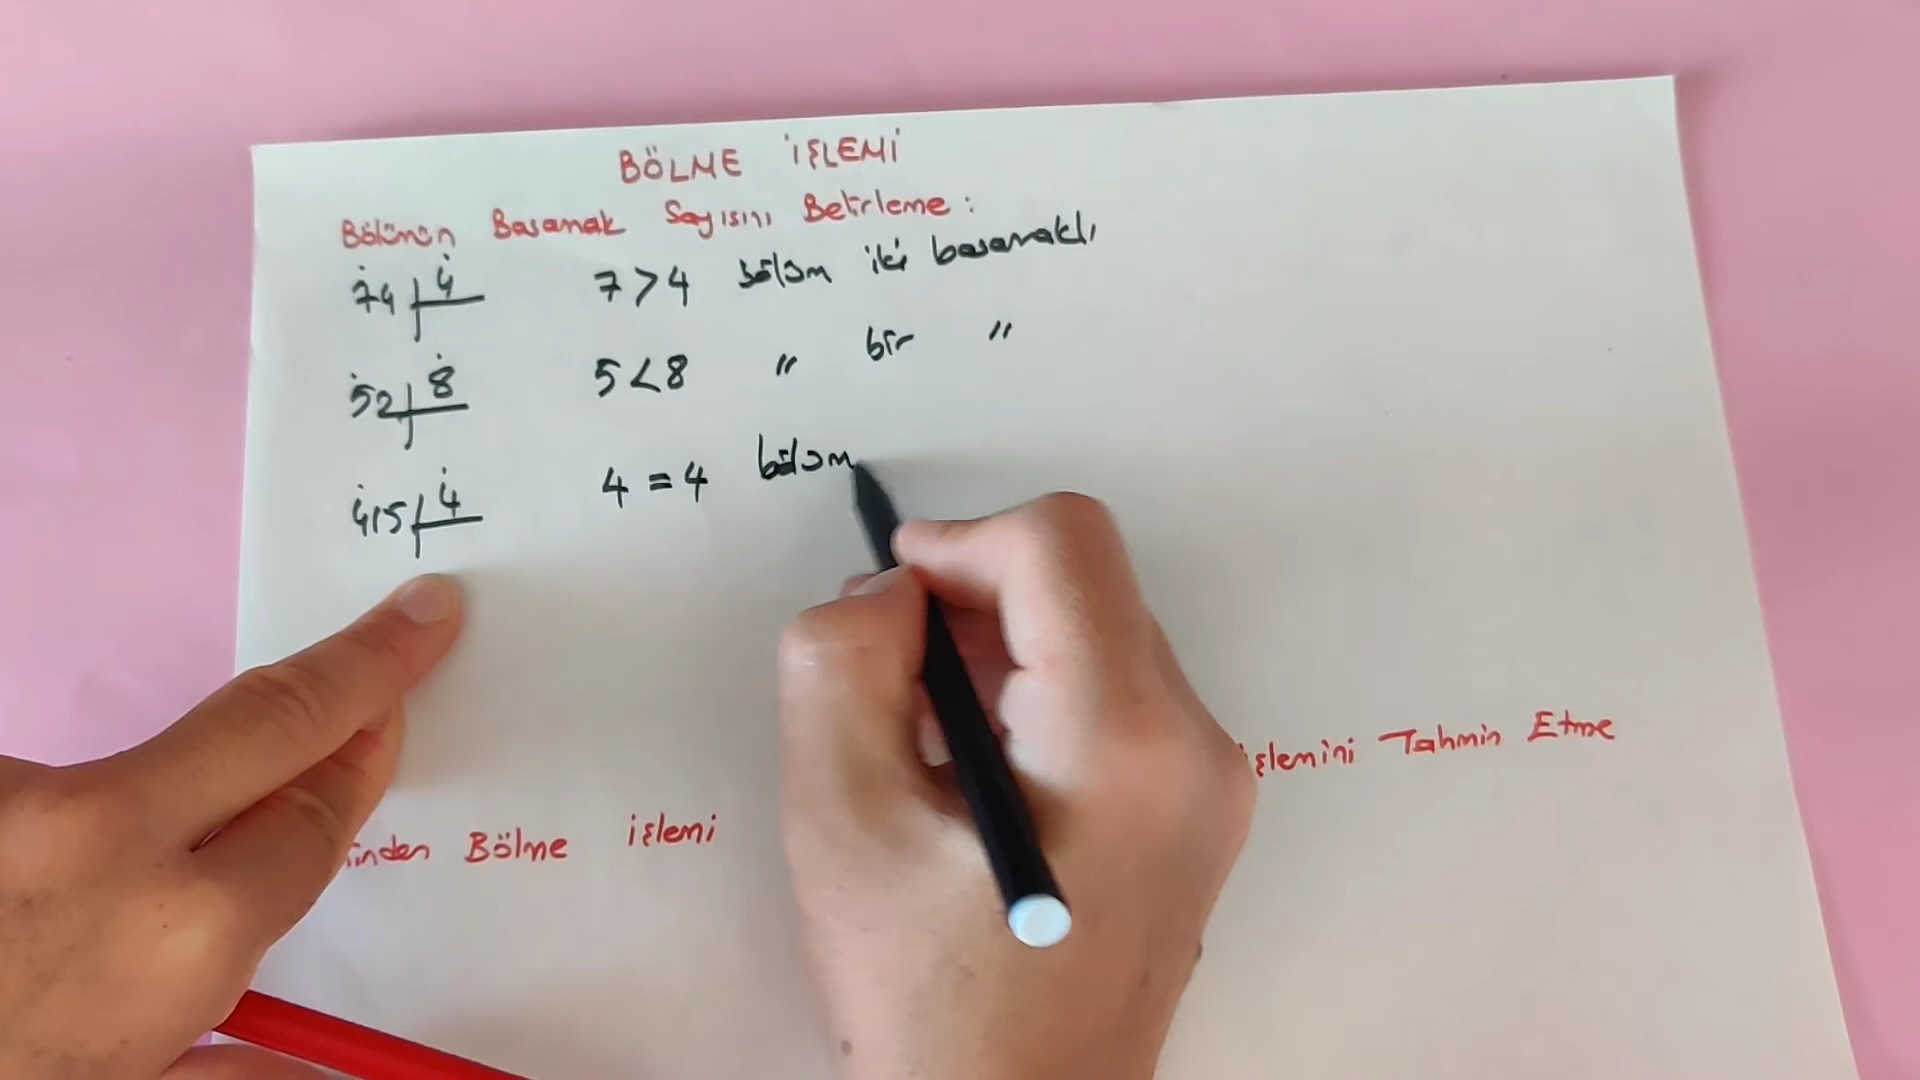 BÖLME İŞLEMİ
Bölümün Basamak Sayısını Belirleme:
74 4 7>4 bölüm iki basamaklı
52 8 5<8 " bir "
415 4 4=4 bölüm
işlemini Tahmin Etme
inden Bölme işlemi